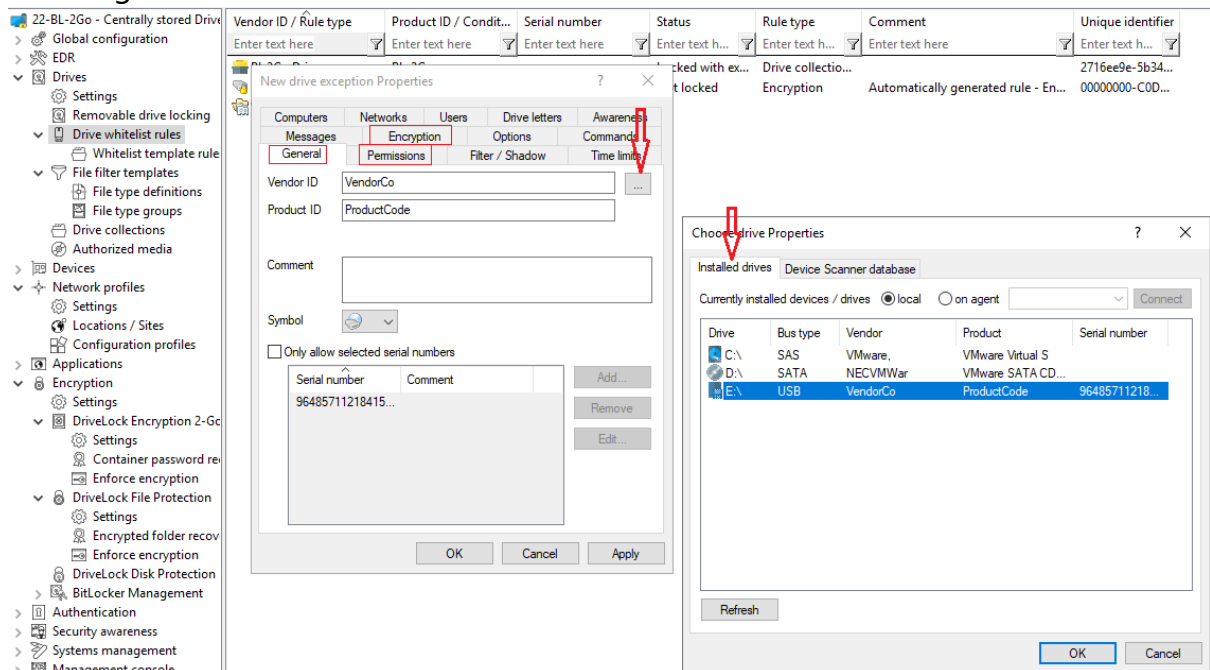 22-BL-2Go - Centrally stored Drive
Global configuration
EDR
Drives
Settings
Removable drive locking
Drive whitelist rules
Whitelist template rule
File filter templates
File type definitions
File type groups
Drive collections
Authorized media
Devices
Network profiles
Settings
Locations / Sites
Configuration profiles
Applications
Encryption
Settings
DriveLock Encryption 2-Go
Settings
Container password re
Enforce encryption
DriveLock File Protection
Settings
Encrypted folder recov
Enforce encryption
DriveLock Disk Protection
BitLocker Management
Authentication
Security awareness
Systems management
Management console
Vendor ID / Rule type Product ID / Condit... Serial number Status Rule type Comment Unique identifier
Enter text here Enter text here Enter text here Enter text h... Enter text h... Enter text here Enter text h...
cked with ex... Drive collectio... 2716ee9e-5b34...
t locked Encryption Automatically generated rule - En... 00000000-C0D...
New drive exception Properties ? ×
Computers Networks Users Drive letters Awareness
Messages Encryption Options Commands
General Permissions Filter / Shadow Time limits
Vendor ID VendorCo ...
Product ID ProductCode
Comment
Symbol
Only allow selected serial numbers
Serial number Comment Add...
96485711218415... Remove
Edit...
OK Cancel Apply
Choose drive Properties ? ×
Installed drives Device Scanner database
Currently installed devices / drives local on agent Connect
Drive Bus type Vendor Product Serial number
C:\ SAS VMware, VMware Virtual S
D:\ SATA NECVMWar VMware SATA CD...
E:\ USB VendorCo ProductCode 96485711218...
Refresh
OK Cancel